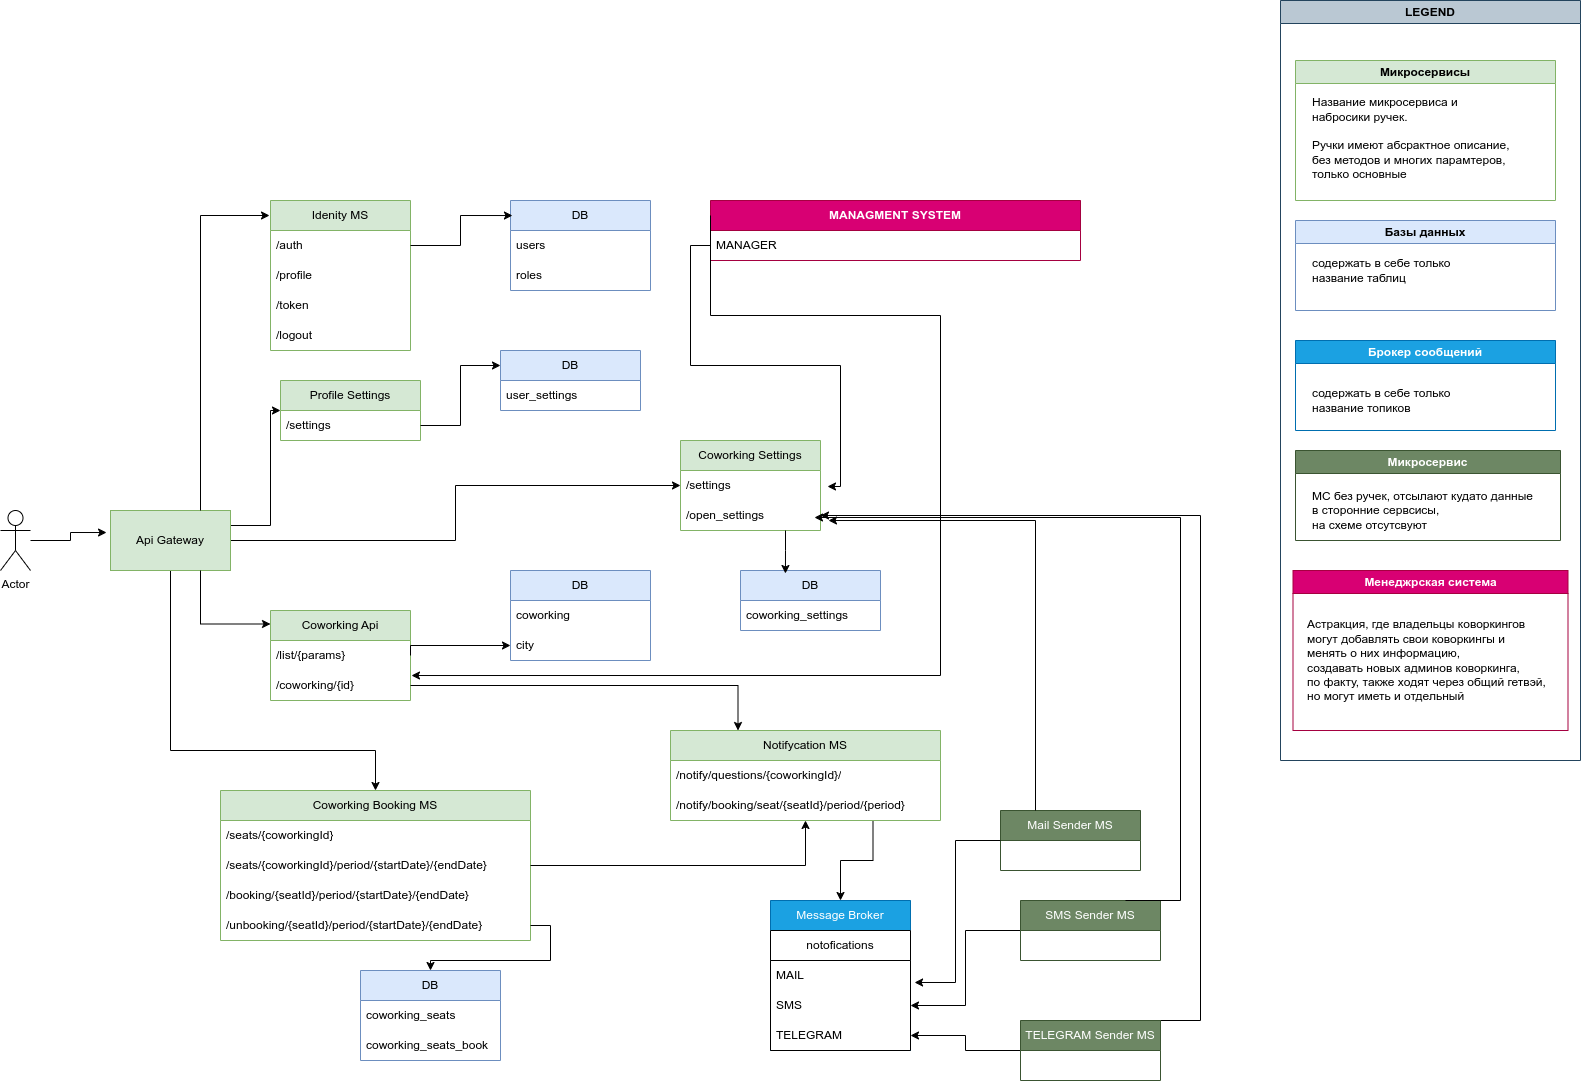 Actor
Api Gateway
Idenity MS
/auth
/profile
/token
/logout
DB
users
roles
MANAGMENT SYSTEM
MANAGER
Profile Settings
/settings
DB
user_settings
Coworking Settings
/settings
/open_settings
DB
coworking_settings
Coworking Api
/list/{params}
/coworking/{id}
DB
coworking
city
Notifycation MS
/notify/questions/{coworkingId}/
/notify/booking/seat/{seatId}/period/{period}
Coworking Booking MS
/seats/{coworkingId}
/seats/{coworkingId}/period/{startDate}/{endDate}
/booking/{seatId}/period/{startDate}/{endDate}
/unbooking/{seatId}/period/{startDate}/{endDate}
DB
coworking_seats
coworking_seats_book
Message Broker
notofications
MAIL
SMS
TELEGRAM
Mail Sender MS
SMS Sender MS
TELEGRAM Sender MS
LEGEND
Микросервисы
Название микросервиса и
набросики ручек.
Ручки имеют абсрактное описание,
без методов и многих парамтеров,
только основные
Базы данных
содержать в себе только
название таблиц
Брокер сообщений
содержать в себе только
название топиков
Микросервис
МС без ручек, отсылают кудато данные
в сторонние сервсисы,
на схеме отсутсвуют
Менеджрская система
Астракция, где владельцы коворкингов
могут добавлять свои коворкингы и
менять о них информацию,
создавать новых админов коворкинга,
по факту, также ходят через общий гетвэй,
но могут иметь и отдельный